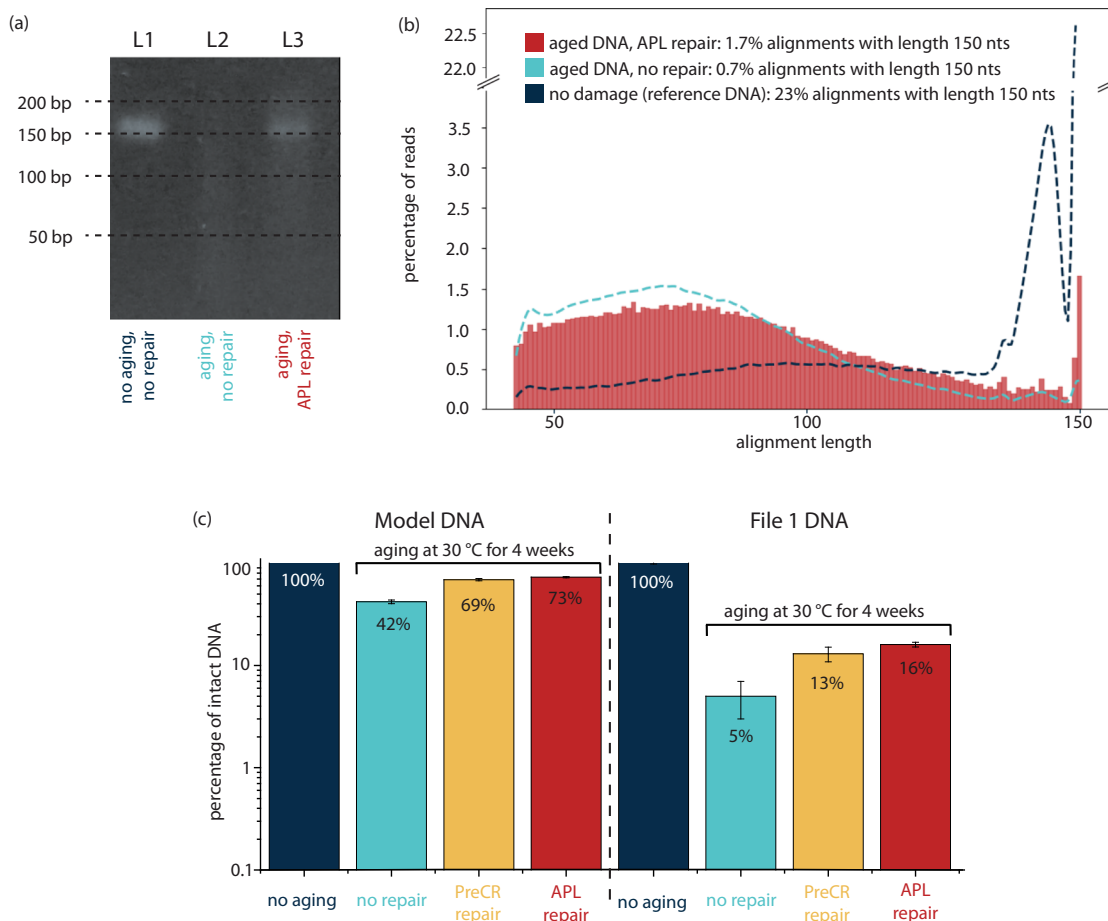 (a)
L1 L2 L3
200 bp
150 bp
100 bp
50 bp
no aging,
no repair
aging,
no repair
aging,
APL repair
(b)
percentage of reads
22.5
22.0
3.5
3.0
2.5
2.0
1.5
1.0
0.5
0.0
aged DNA, APL repair: 1.7% alignments with length 150 nts
aged DNA, no repair: 0.7% alignments with length 150 nts
no damage (reference DNA): 23% alignments with length 150 nts
50 100 150
alignment length
(c)
Model DNA File 1 DNA
percentage of intact DNA
100
10
1
0.1
aging at 30 °C for 4 weeks
100%
42%
69%
73%
aging at 30 °C for 4 weeks
100%
5%
13%
16%
no aging
no repair
PreCR
repair
APL
repair
no aging
no repair
PreCR
repair
APL
repair